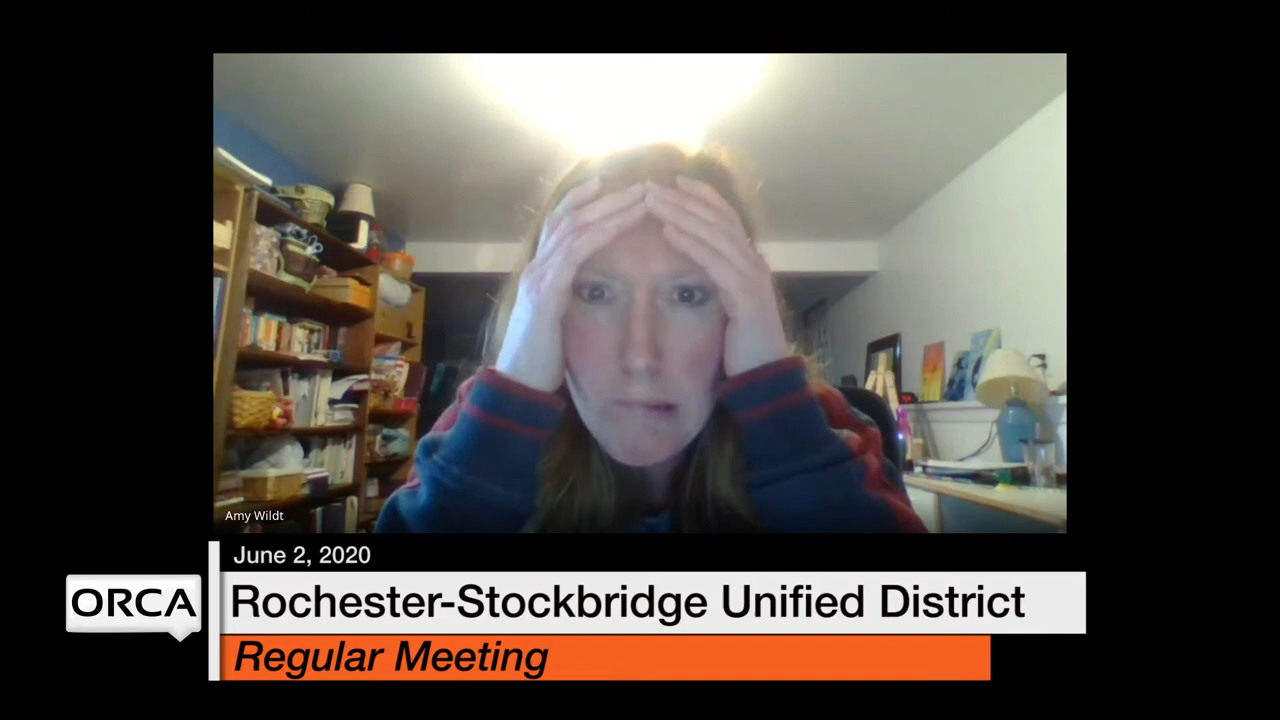 Amy Wildt
June 2, 2020
ORCA
Rochester-Stockbridge Unified District
Regular Meeting